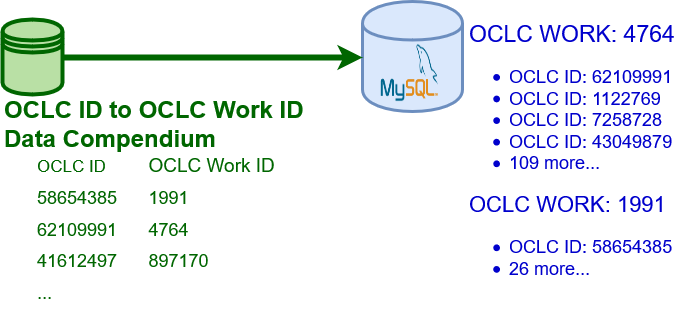 OCLC WORK: 4764
OCLC ID: 62109991
OCLC ID: 1122769
OCLC ID: 7258728
OCLC ID: 43049879
109 more...
OCLC WORK: 1991
OCLC ID: 58654385
26 more...
MySQL
OCLC ID to OCLC Work ID
Data Compendium
OCLC ID OCLC Work ID
58654385 1991
62109991 4764
41612497 897170
...